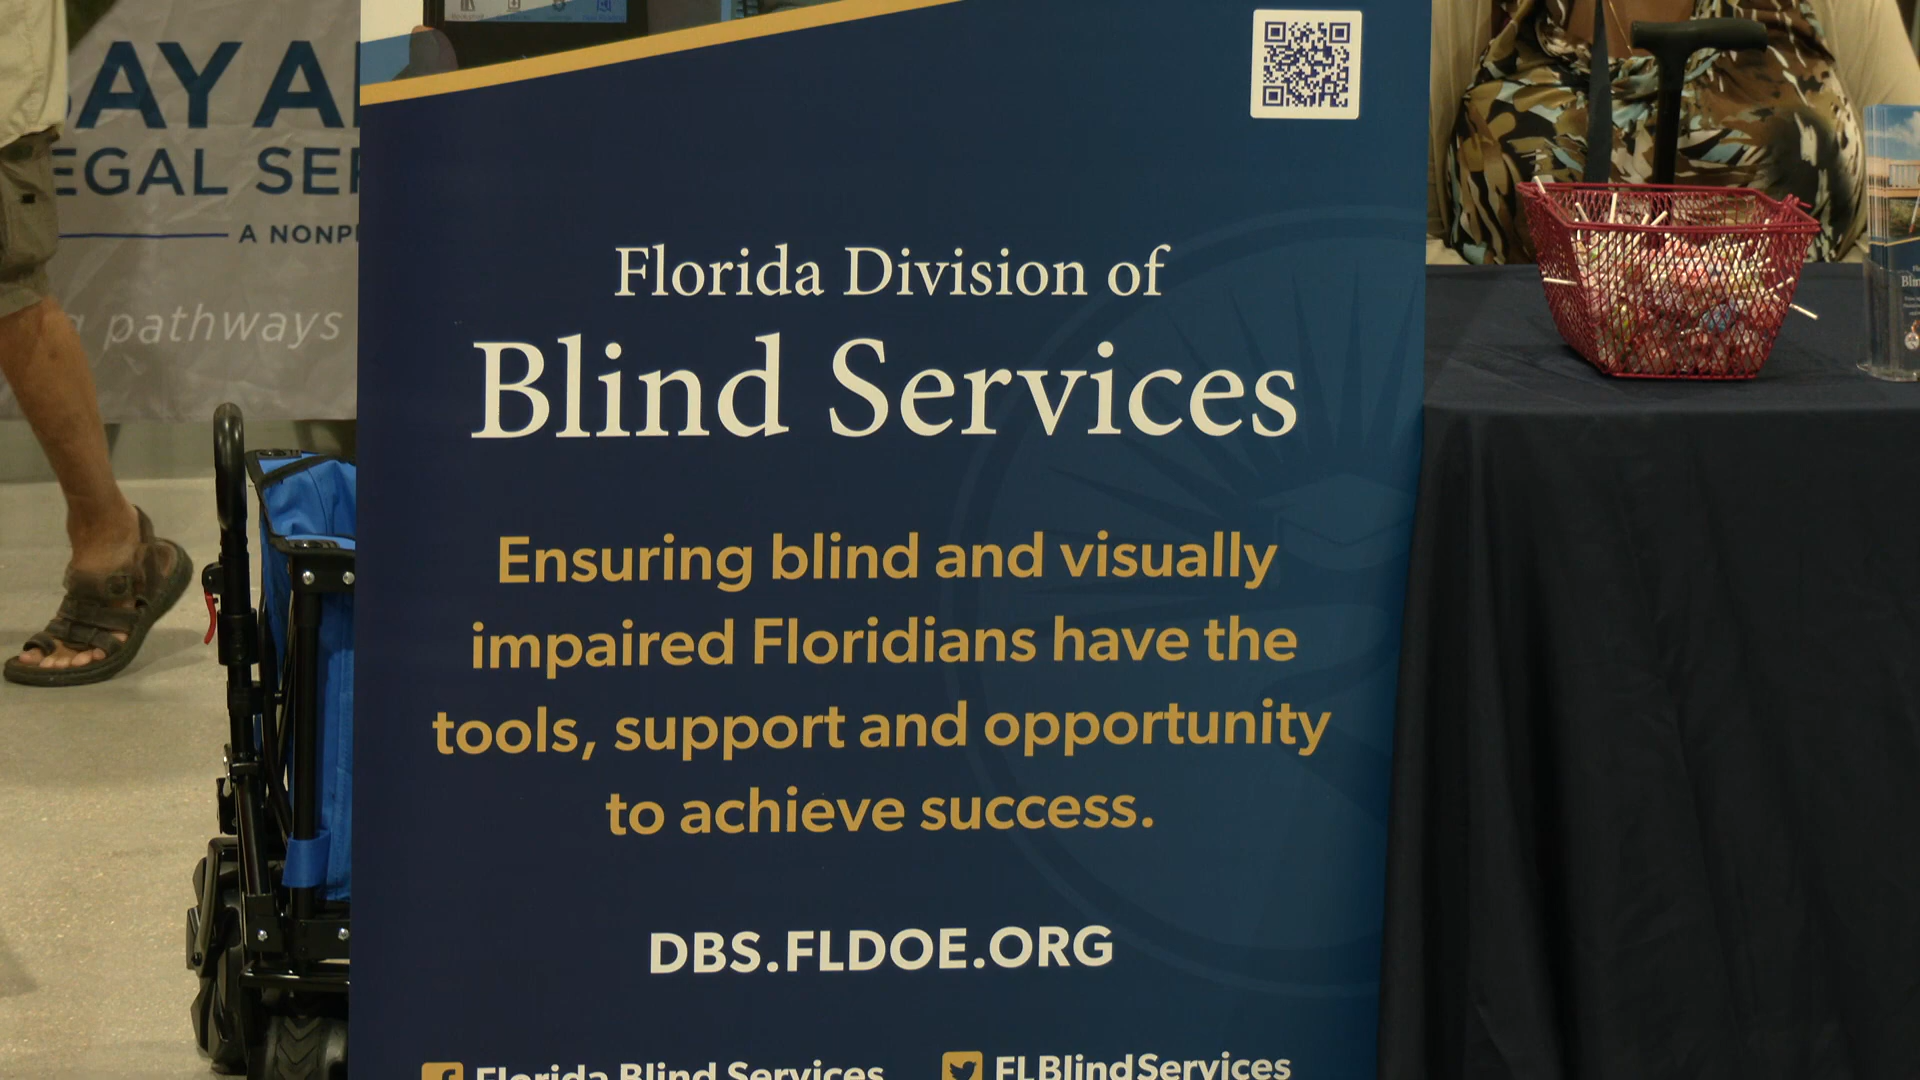 AY A
EGAL SER
A NONP
pathways
Florida Division of
Blind Services
Ensuring blind and visually
impaired Floridians have the
tools, support and opportunity
to achieve success.
DBS.FLDOE.ORG
Florida Blind Services
FLBlindServices